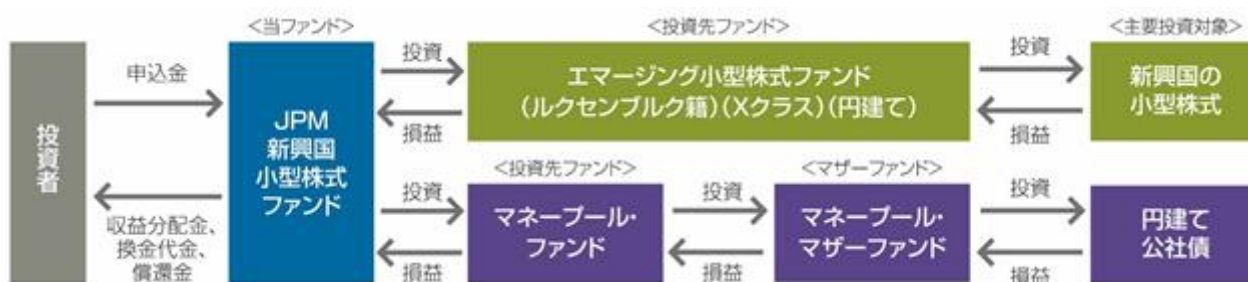 <当ファンド>
<投資先ファンド>
<主要投資対象>
投資者
申込金
収益分配金、
換金代金、
償還金
JPM
新興国
小型株式
ファンド
投資
損益
エマージング小型株式ファンド
(ルクセンブルク籍)(Xクラス)(円建て)
投資
損益
新興国の
小型株式
<投資先ファンド>
<マザーファンド>
投資
損益
マネープール・
ファンド
投資
損益
マネープール・
マザーファンド
投資
損益
円建て
公社債